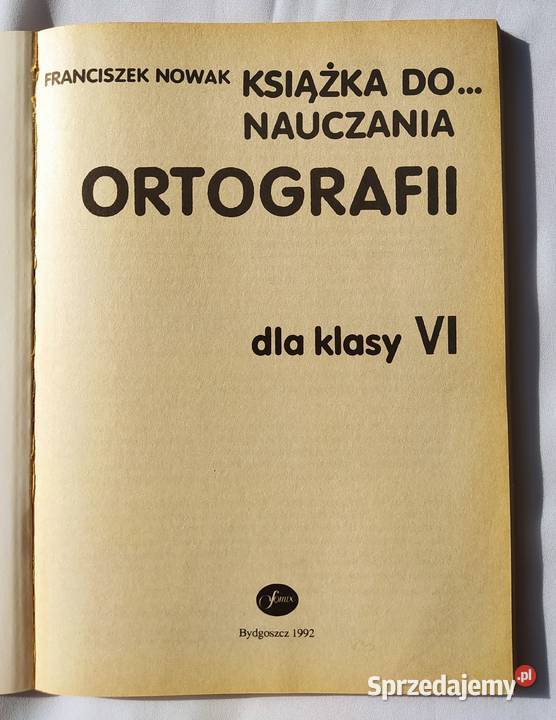 FRANCISZEK NOWAK KSIĄŻKA DO...
NAUCZANIA
ORTOGRAFII
dla klasy VI
Bydgoszcz 1992
Sprzedajemy.pl